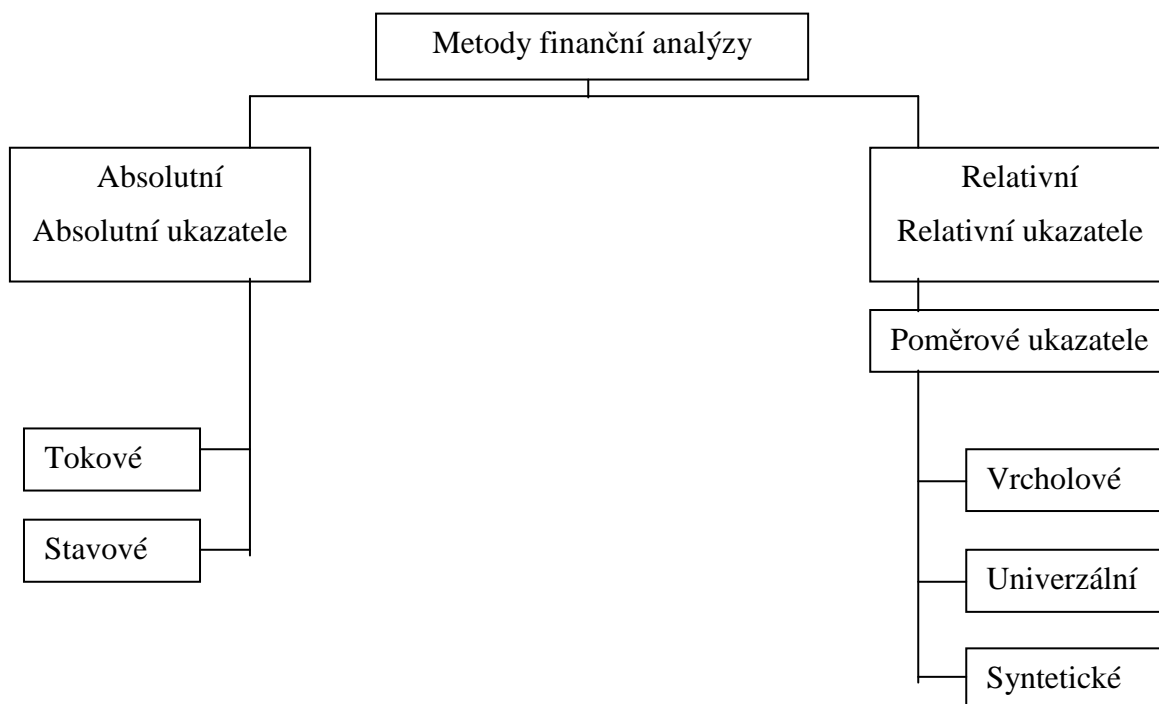 Metody finanční analýzy
Absolutní
Absolutní ukazatele
Relativní
Relativní ukazatele
Poměrové ukazatele
Tokové
Stavové
Vrcholové
Univerzální
Syntetické